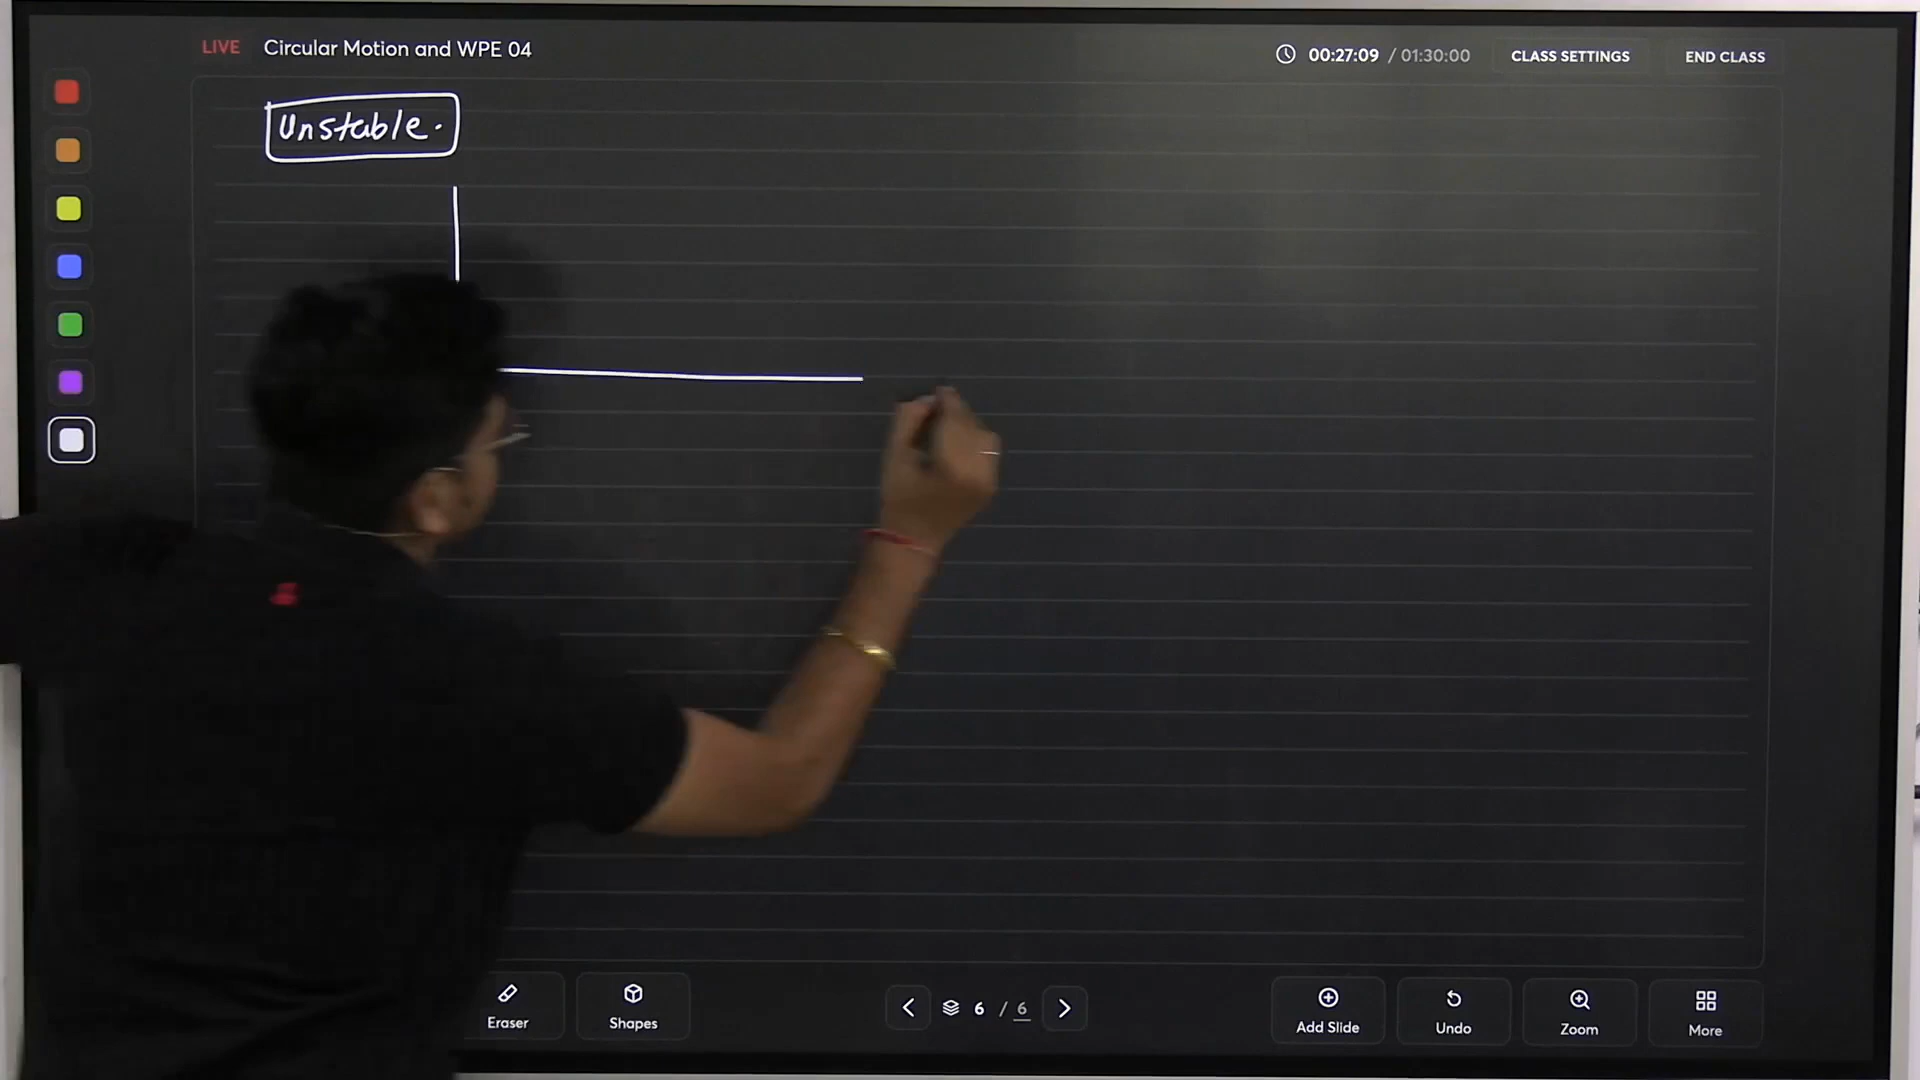 LIVE Circular Motion and WPE 04 00:27:09 / 01:30:00 CLASS SETTINGS END CLASS
Unstable.
Eraser Shapes 6 / 6 Add Slide Undo Zoom More